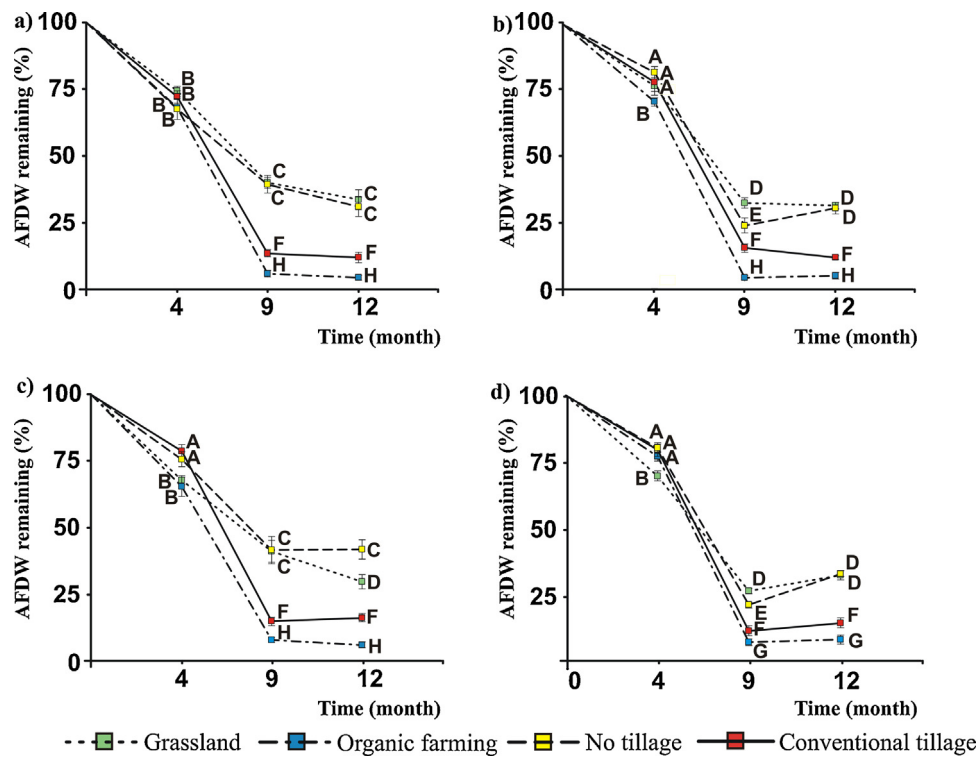 a) 100
AFDW remaining (%)
75
50
25
0
B
B
B
B
C
C
F
H
C
C
F
H
4 9 12
Time (month)
b) 100
AFDW remaining (%)
75
50
25
0
A
A
A
B
D
E
F
H
D
D
F
H
4 9 12
Time (month)
c) 100
AFDW remaining (%)
75
50
25
0
A
A
B
B
C
C
F
H
C
D
F
H
4 9 12
Time (month)
d) 100
AFDW remaining (%)
75
50
25
A
A
A
B
D
E
F
G
D
D
F
G
0 4 9 12
Time (month)
Grassland Organic farming No tillage Conventional tillage